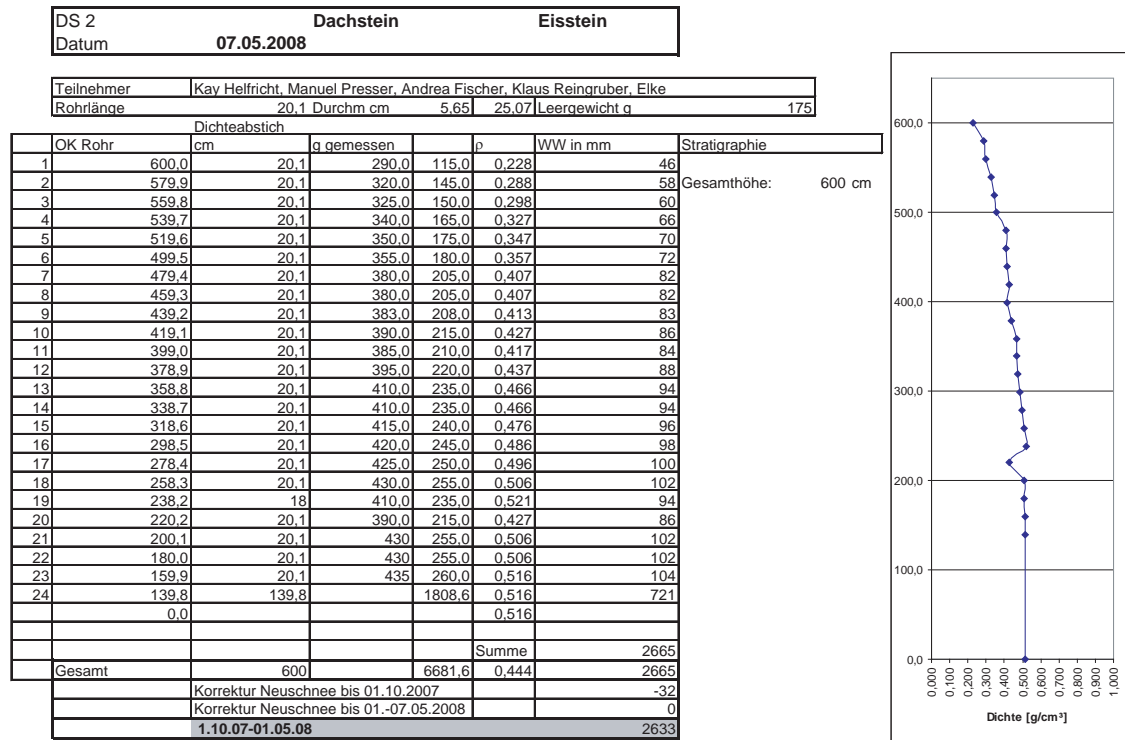 DS 2 Dachstein Eisstein
Datum 07.05.2008
Teilnehmer Kay Helfricht, Manuel Presser, Andrea Fischer, Klaus Reingruber, Elke
Rohrlänge 20,1 Durchm cm 5,65 25,07 Leergewicht g 175
Dichteabstich
OK Rohr cm g gemessen ρ WW in mm Stratigraphie
1 600,0 20,1 290,0 115,0 0,228 46
2 579,9 20,1 320,0 145,0 0,288 58 Gesamthöhe: 600 cm
3 559,8 20,1 325,0 150,0 0,298 60
4 539,7 20,1 340,0 165,0 0,327 66
5 519,6 20,1 350,0 175,0 0,347 70
6 499,5 20,1 355,0 180,0 0,357 72
7 479,4 20,1 380,0 205,0 0,407 82
8 459,3 20,1 380,0 205,0 0,407 82
9 439,2 20,1 383,0 208,0 0,413 83
10 419,1 20,1 390,0 215,0 0,427 86
11 399,0 20,1 385,0 210,0 0,417 84
12 378,9 20,1 395,0 220,0 0,437 88
13 358,8 20,1 410,0 235,0 0,466 94
14 338,7 20,1 410,0 235,0 0,466 94
15 318,6 20,1 415,0 240,0 0,476 96
16 298,5 20,1 420,0 245,0 0,486 98
17 278,4 20,1 425,0 250,0 0,496 100
18 258,3 20,1 430,0 255,0 0,506 102
19 238,2 18 410,0 235,0 0,521 94
20 220,2 20,1 390,0 215,0 0,427 86
21 200,1 20,1 430 255,0 0,506 102
22 180,0 20,1 430 255,0 0,506 102
23 159,9 20,1 435 260,0 0,516 104
24 139,8 139,8 1808,6 0,516 721
0,0 0,516
Summe 2665
Gesamt 600 6681,6 0,444 2665
Korrektur Neuschnee bis 01.10.2007 -32
Korrektur Neuschnee bis 01.-07.05.2008 0
1.10.07-01.05.08 2633
600,0
500,0
400,0
300,0
200,0
100,0
0,0
0,000 0,100 0,200 0,300 0,400 0,500 0,600 0,700 0,800 0,900 1,000
Dichte [g/cm³]